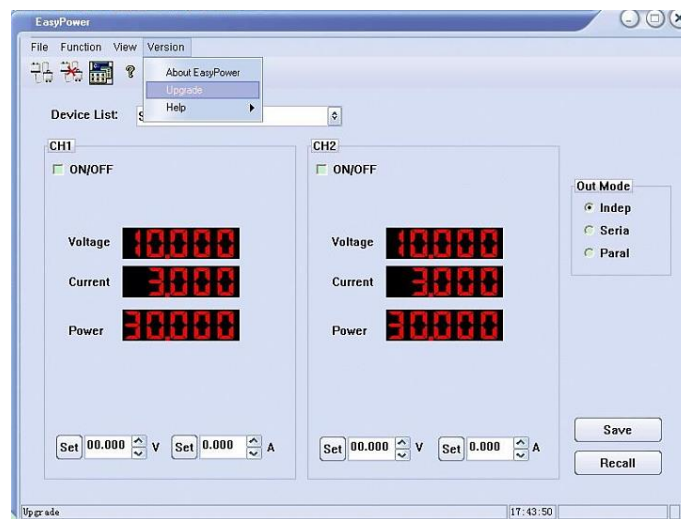 EasyPower
File Function View Version
About EasyPower
Upgrade
Help
Device List:
CH1
ON/OFF
Voltage 10.000
Current 3.000
Power 30.000
Set 00.000 V Set 0.000 A
CH2
ON/OFF
Voltage 10.000
Current 3.000
Power 30.000
Set 00.000 V Set 0.000 A
Out Mode
Indep
Seria
Paral
Save
Recall
Upgrade 17:43:50